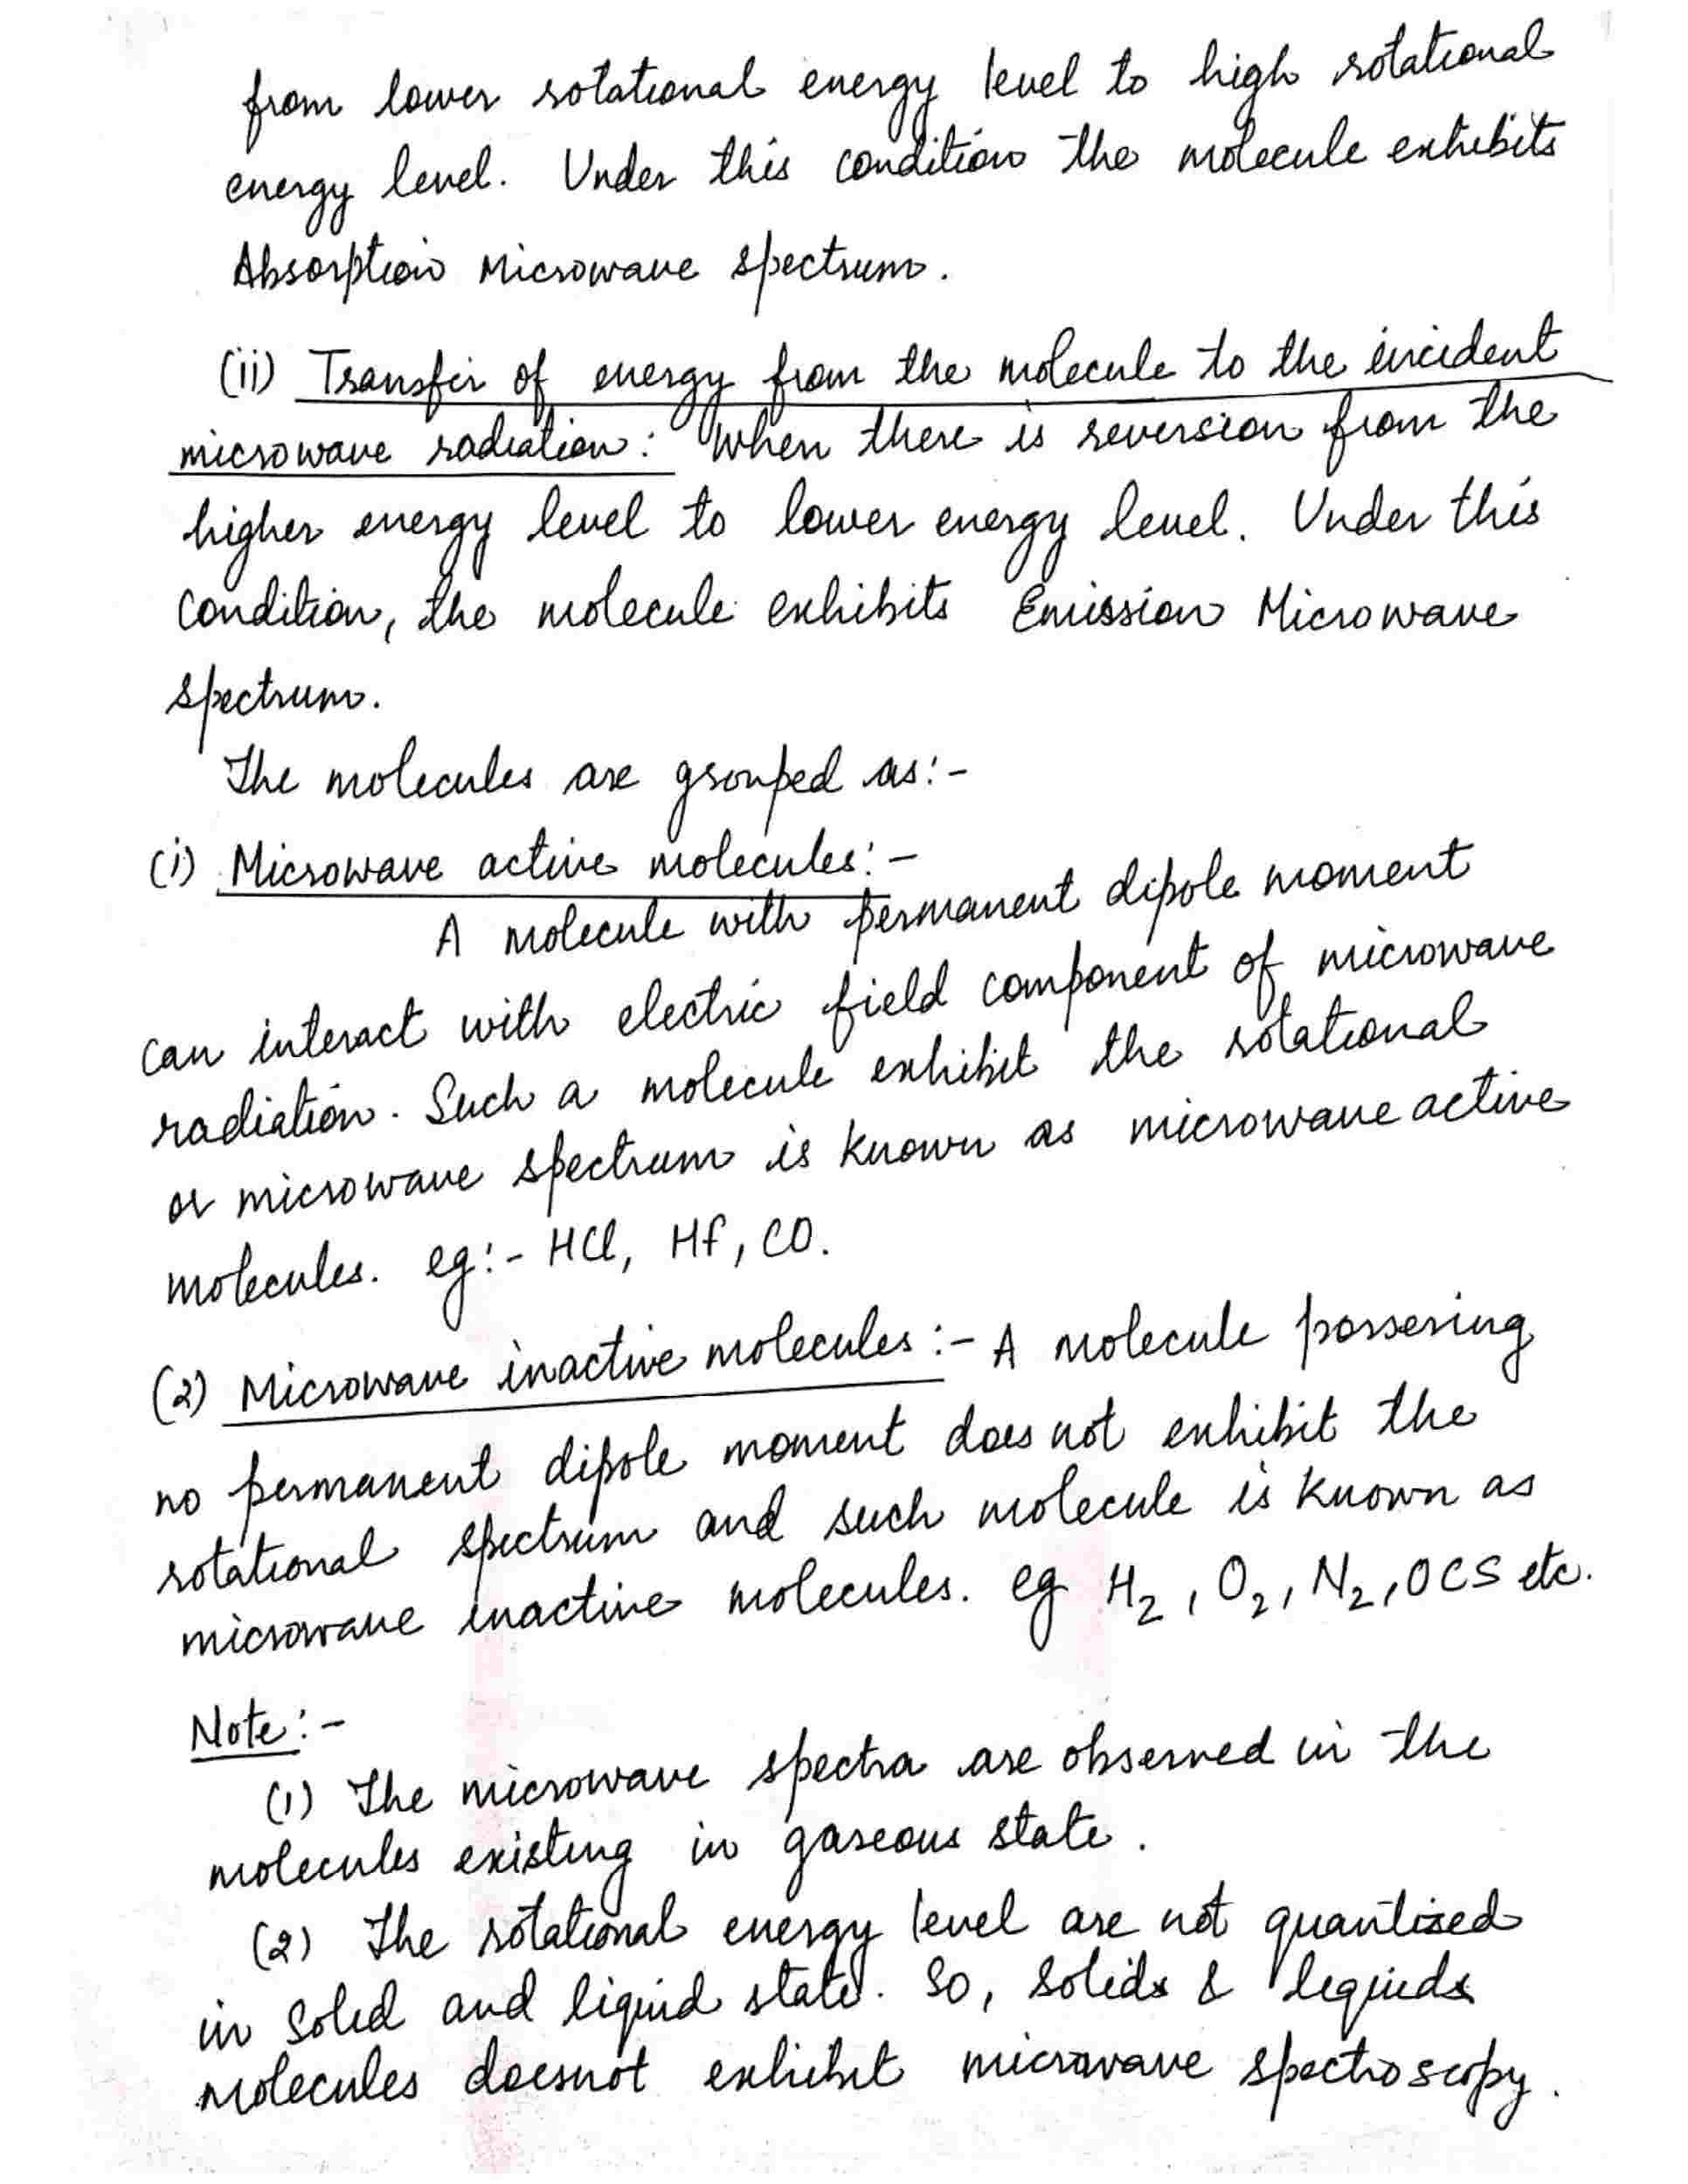 from lower rotational energy level to high rotational
energy level. Under this condition the molecule exhibits
Absorption Microwave spectrum.
(ii) Transfer of energy from the molecule to the incident
microwave radiation: When there is reversion from the
higher energy level to lower energy level. Under this
condition, the molecule exhibits Emission Microwave
spectrum.
The molecules are grouped as:-
(i) Microwave active molecules:-
A molecule with permanent dipole moment
can interact with electric field component of microwave
radiation. Such a molecule exhibit the rotational
or microwave spectrum is known as microwave active
molecules. eg:- HCl, Hf, CO.
(2) Microwave inactive molecules:- A molecule possering
no permanent dipole moment does not exhibit the
rotational spectrum and such molecule is known as
microwave inactive molecules. eg H₂, O₂, N₂, OCS etc.
Note:-
(1) The microwave spectra are observed in the
molecules existing in gaseous state.
(2) The rotational energy level are not quantised
in solid and liquid state. So, solids & liquids
molecules doesnot exhibit microwave spectroscopy.